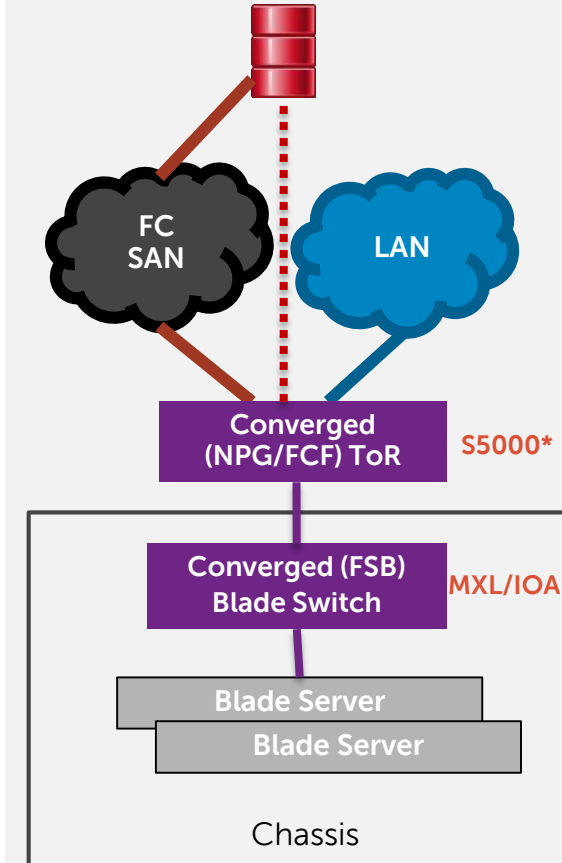 FC
SAN
LAN
Converged
(NPG/FCF) ToR
S5000*
Converged (FSB)
Blade Switch
MXL/IOA
Blade Server
Blade Server
Chassis